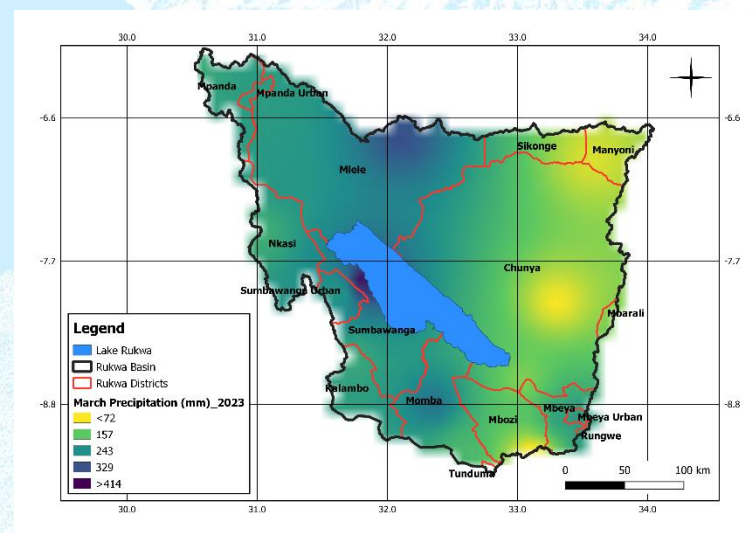 30.0 31.0 32.0 33.0 34.0
Mpanda
Mpanda Urban
-6.6 -6.6
Sikonge
Manyoni
Mlele
Nkasi
-7.7 -7.7
Chunya
Sumbawanga Urban
Mbarali
Legend
Lake Rukwa
Rukwa Basin
Rukwa Districts
March Precipitation (mm)_2023
<72
157
243
329
>414
Sumbawanga
Kalambo
Momba
-8.8 -8.8
Mbozi
Mbeya
Mbeya Urban
Rungwe
Tunduma
0 50 100 km
30.0 31.0 32.0 33.0 34.0